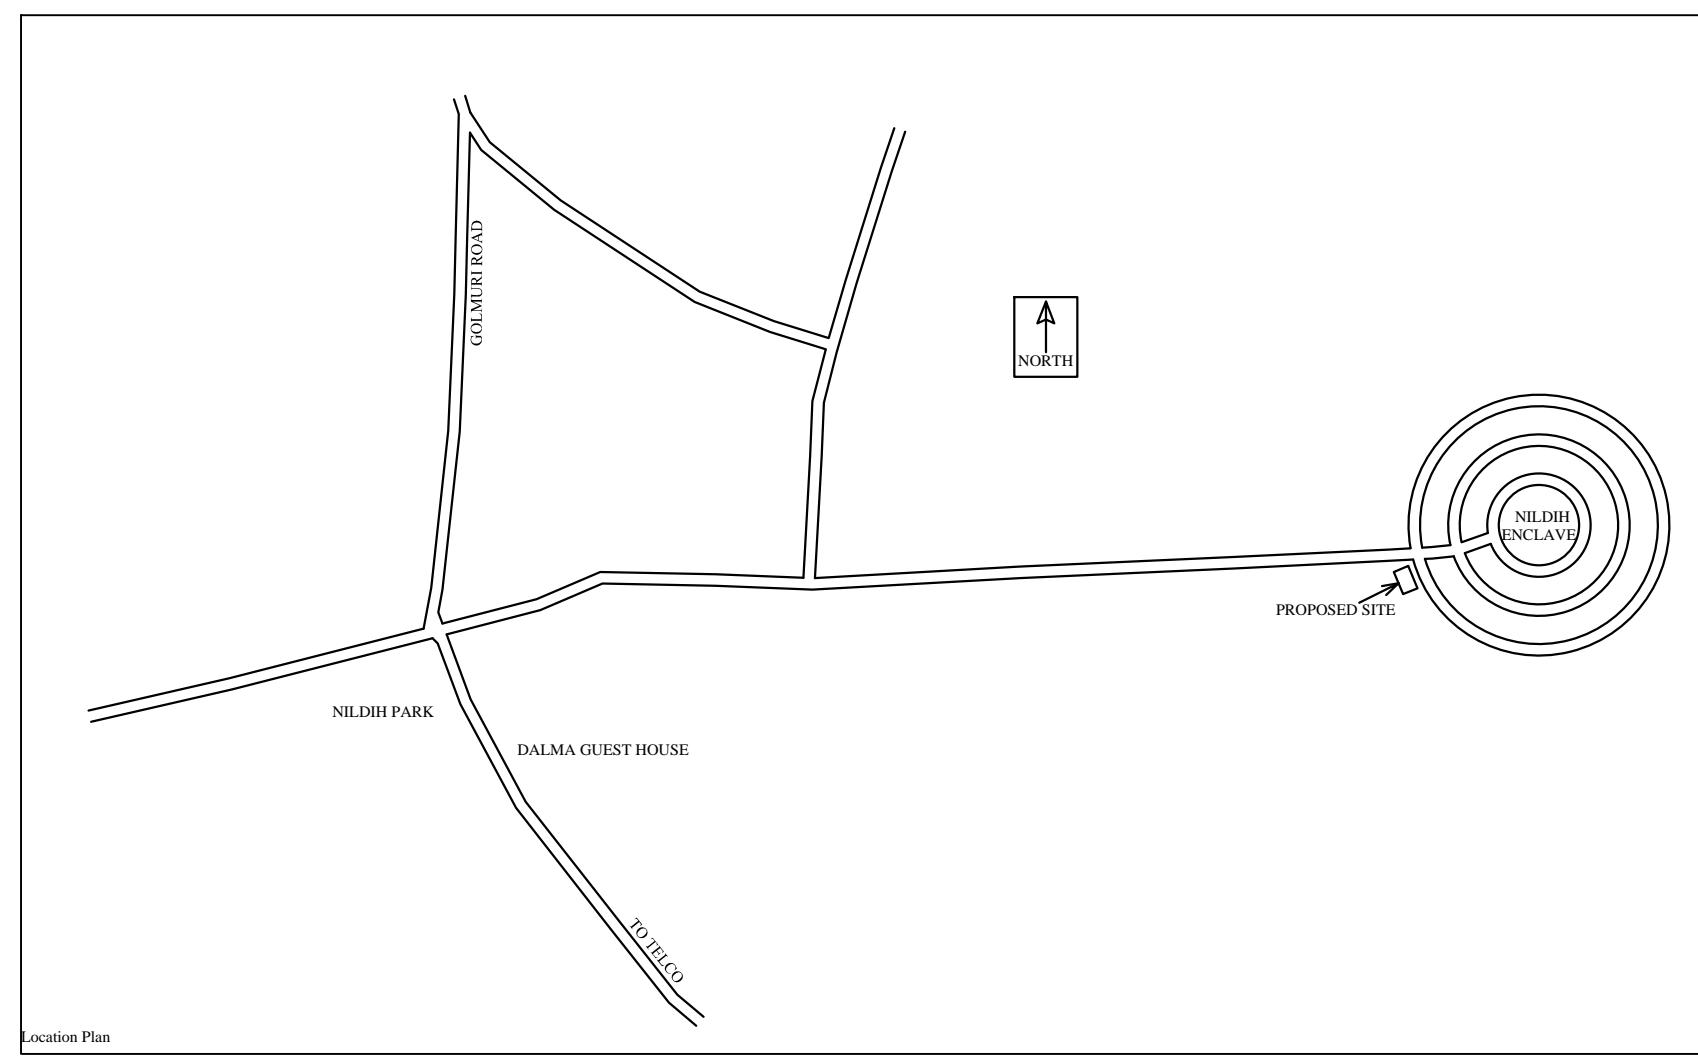 GOLMURI ROAD
NORTH
NILDIH
ENCLAVE
PROPOSED SITE
NILDIH PARK
DALMA GUEST HOUSE
TO TELCO
Location Plan